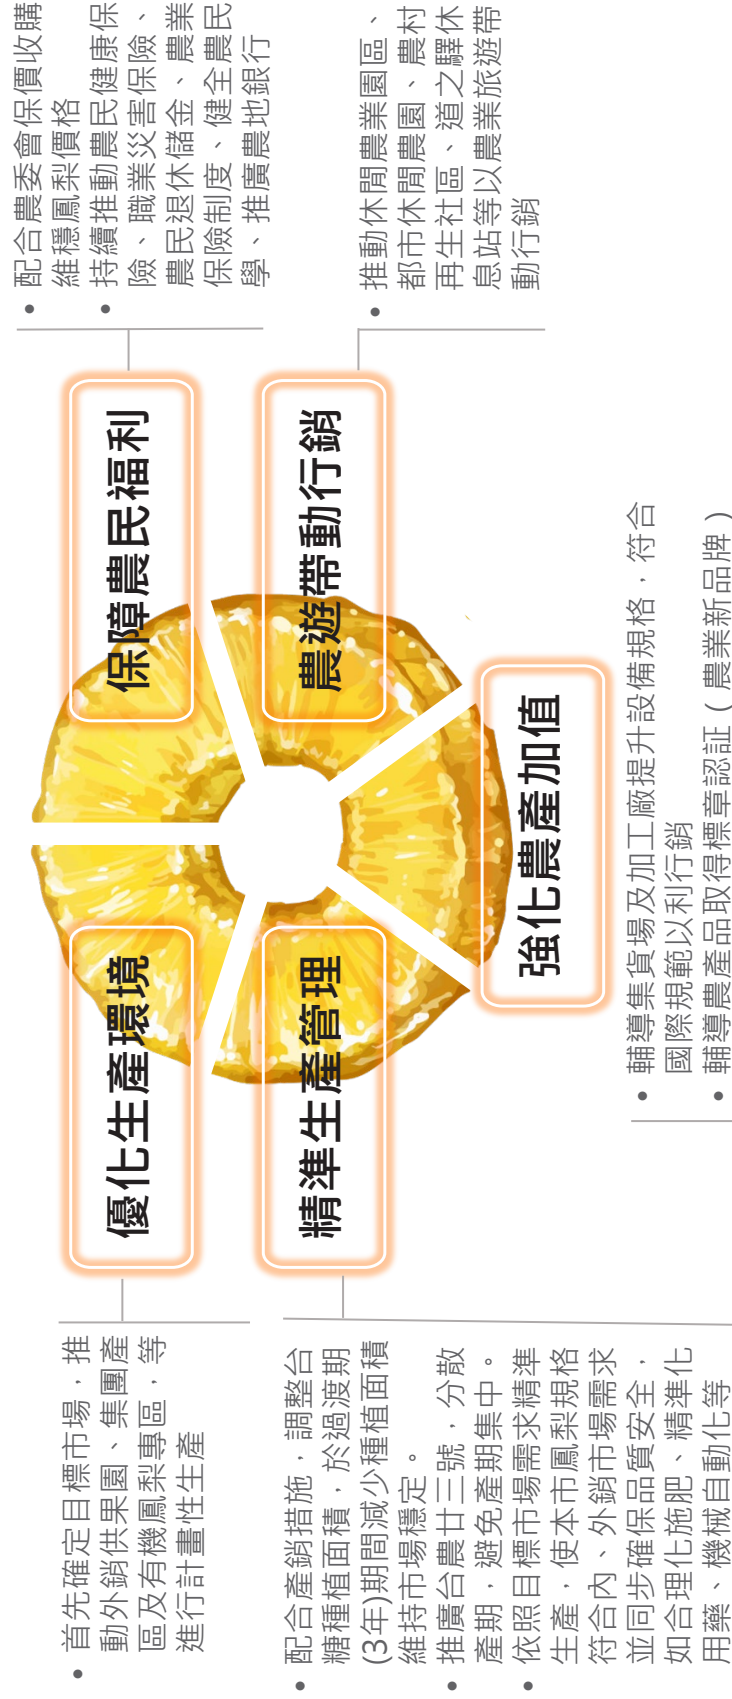 優化生產環境
首先確定目標市場，推
動外銷供果園、集團產
區及有機鳳梨專區，等
進行計畫性生產
精準生產管理
配合產銷措施，調整台
糖種植面積，於過渡期
(3年)期間減少種植面積
維持市場穩定。
推廣台農廿三號，分散
產期，避免產期集中。
依照目標市場需求精準
生產，使本市鳳梨規格
符合內、外銷市場需求
並同步確保品質安全，
如合理化施肥、精準化
用藥、機械自動化等
保障農民福利
配合農委會保價收購
維穩鳳梨價格
持續推動農民健康保
險、職業災害保險、
農民退休儲金、農業
保險制度、健全農民
學、推廣農地銀行
農遊帶動行銷
推動休閒農業園區、
都市休閒農園、農村
再生社區、道之驛休
息站等以農業旅遊帶
動行銷
強化農產加值
輔導集貨場及加工廠提升設備規格，符合
國際規範以利行銷
輔導農產品取得標章認証（農業新品牌）